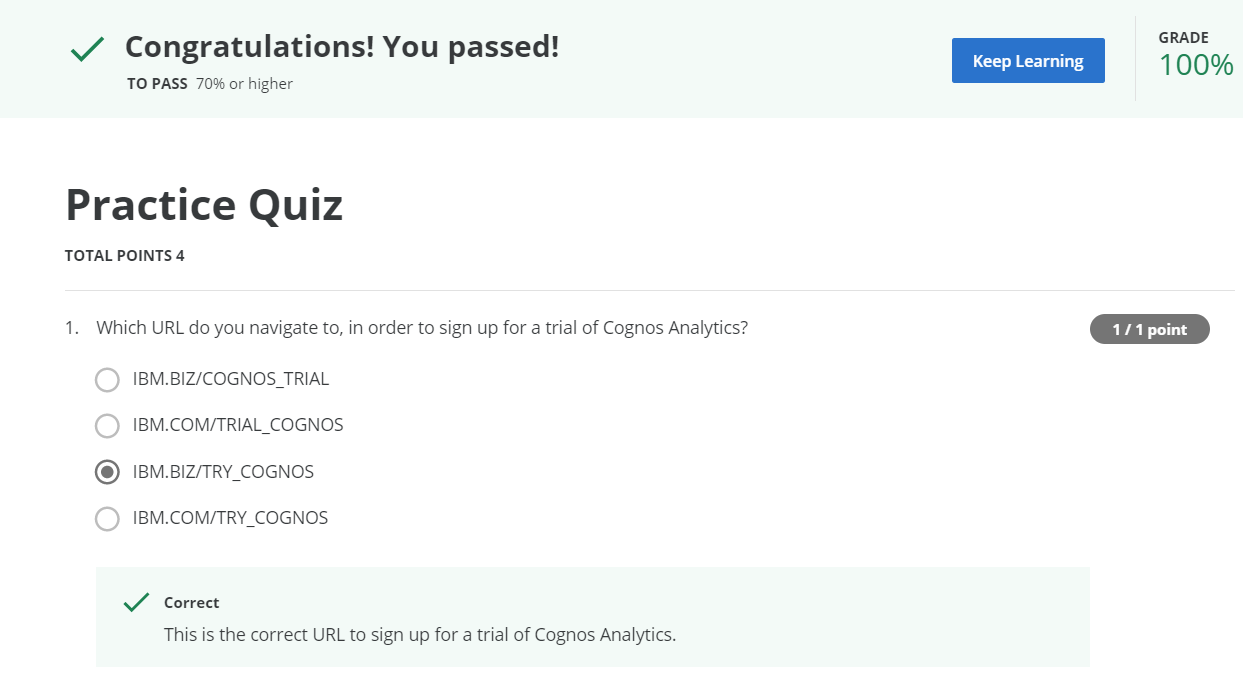 Congratulations! You passed!
TO PASS 70% or higher
Keep Learning
GRADE
100%
Practice Quiz
TOTAL POINTS 4
1. Which URL do you navigate to, in order to sign up for a trial of Cognos Analytics?
1 / 1 point
IBM.BIZ/COGNOS_TRIAL
IBM.COM/TRIAL_COGNOS
IBM.BIZ/TRY_COGNOS
IBM.COM/TRY_COGNOS
Correct
This is the correct URL to sign up for a trial of Cognos Analytics.